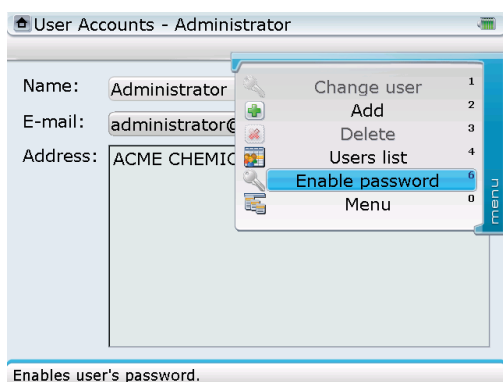 User Accounts - Administrator
Name: Administrator
E-mail: administrator@
Address: ACME CHEMIC
Change user 1
Add 2
Delete 3
Users list 4
Enable password 6
Menu 0
menu
Enables user's password.